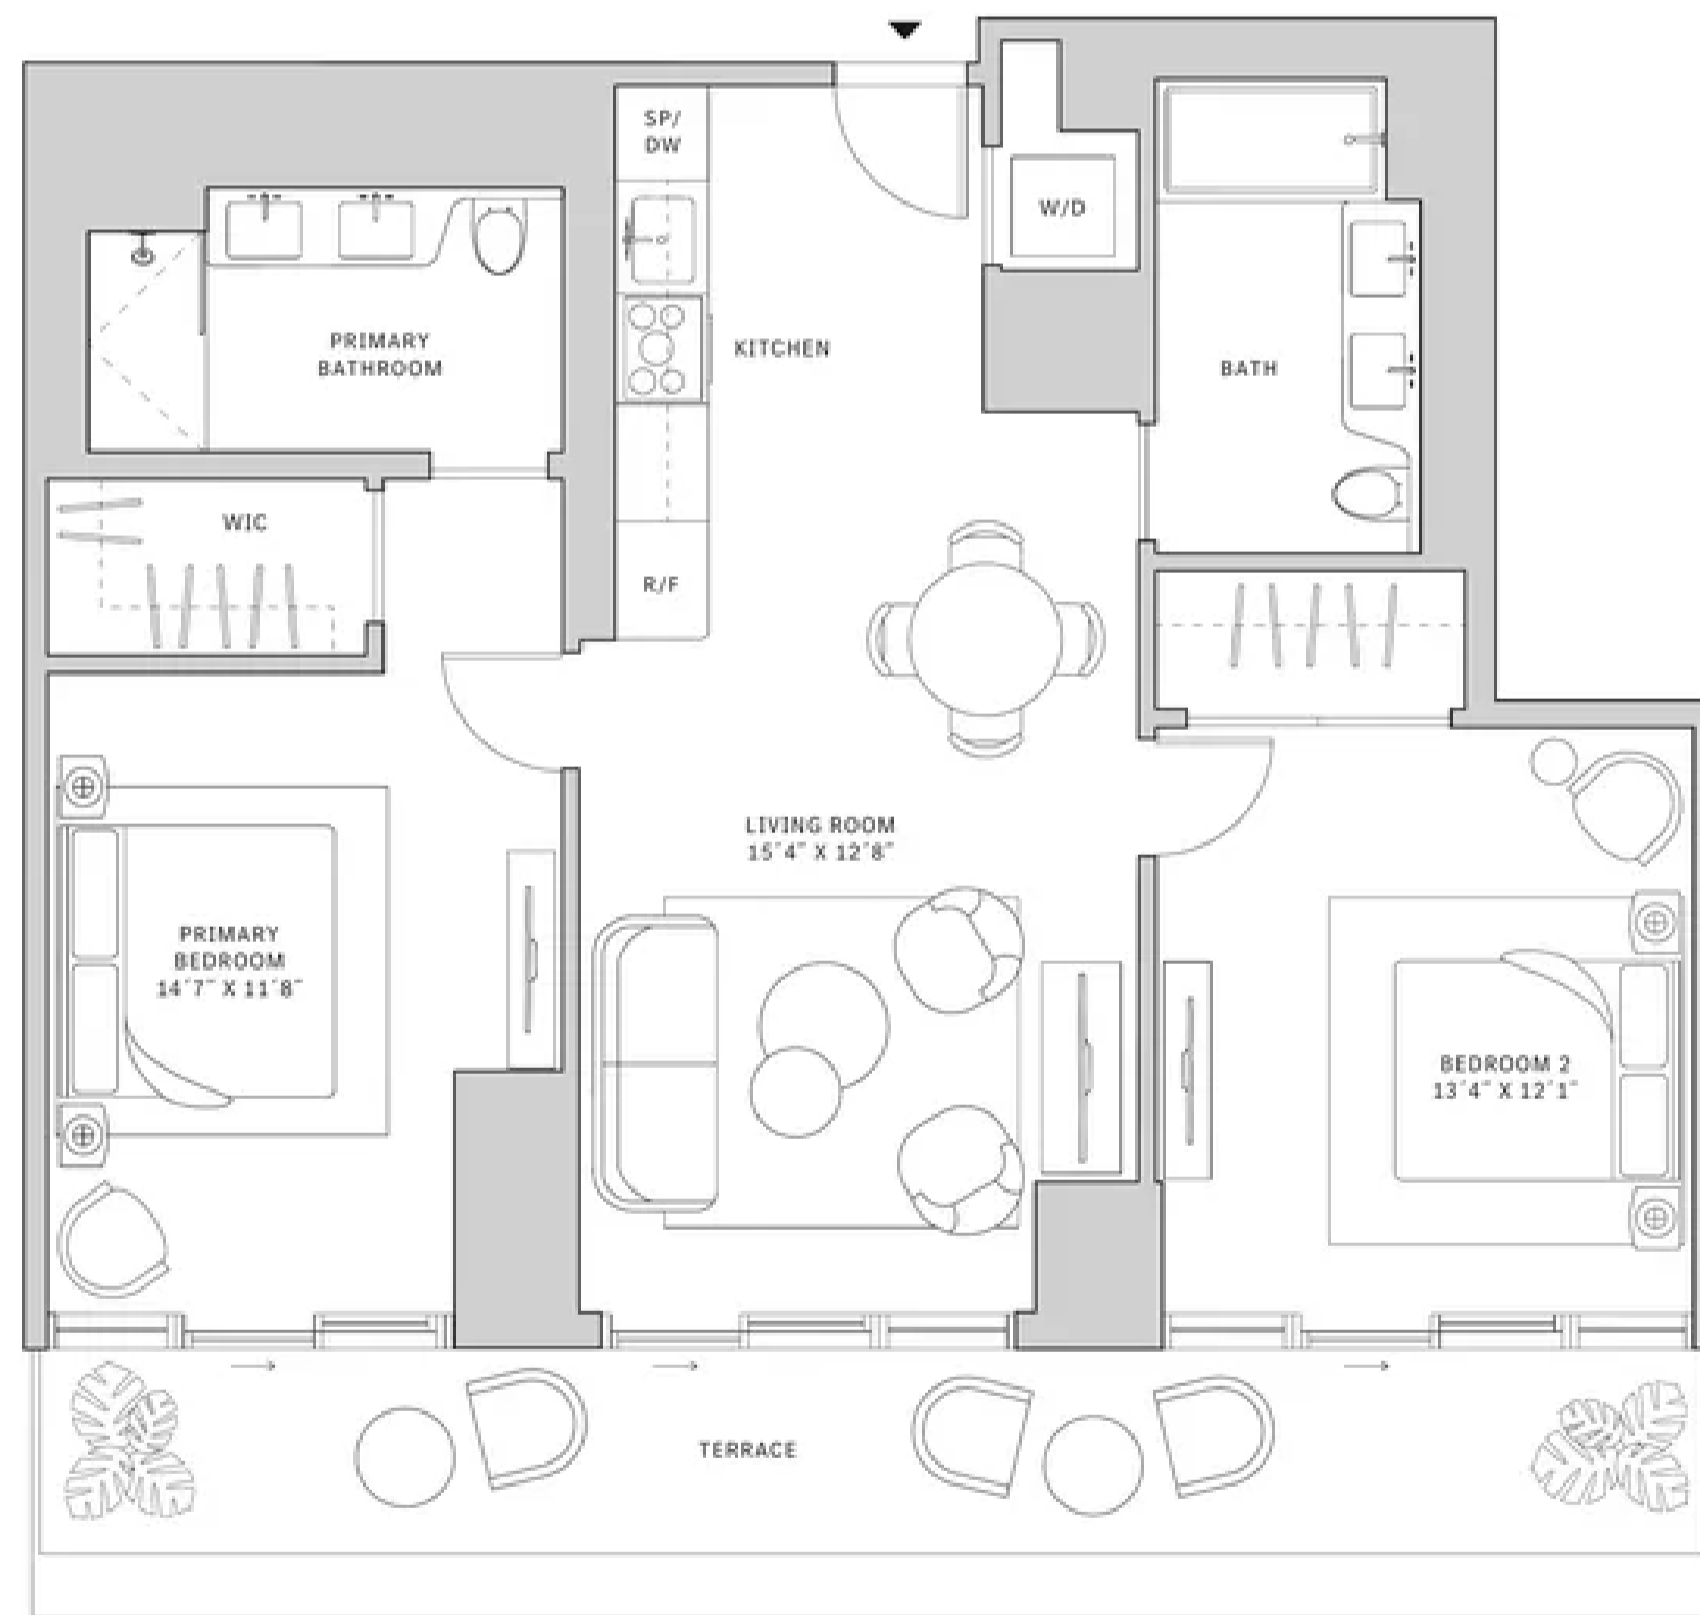 SP/
DW
W/D
PRIMARY
BATHROOM
KITCHEN
BATH
WIC
R/F
LIVING ROOM
15´4˝ X 12´8˝
PRIMARY
BEDROOM
14´7˝ X 11´8˝
BEDROOM 2
13´4˝ X 12´1˝
TERRACE